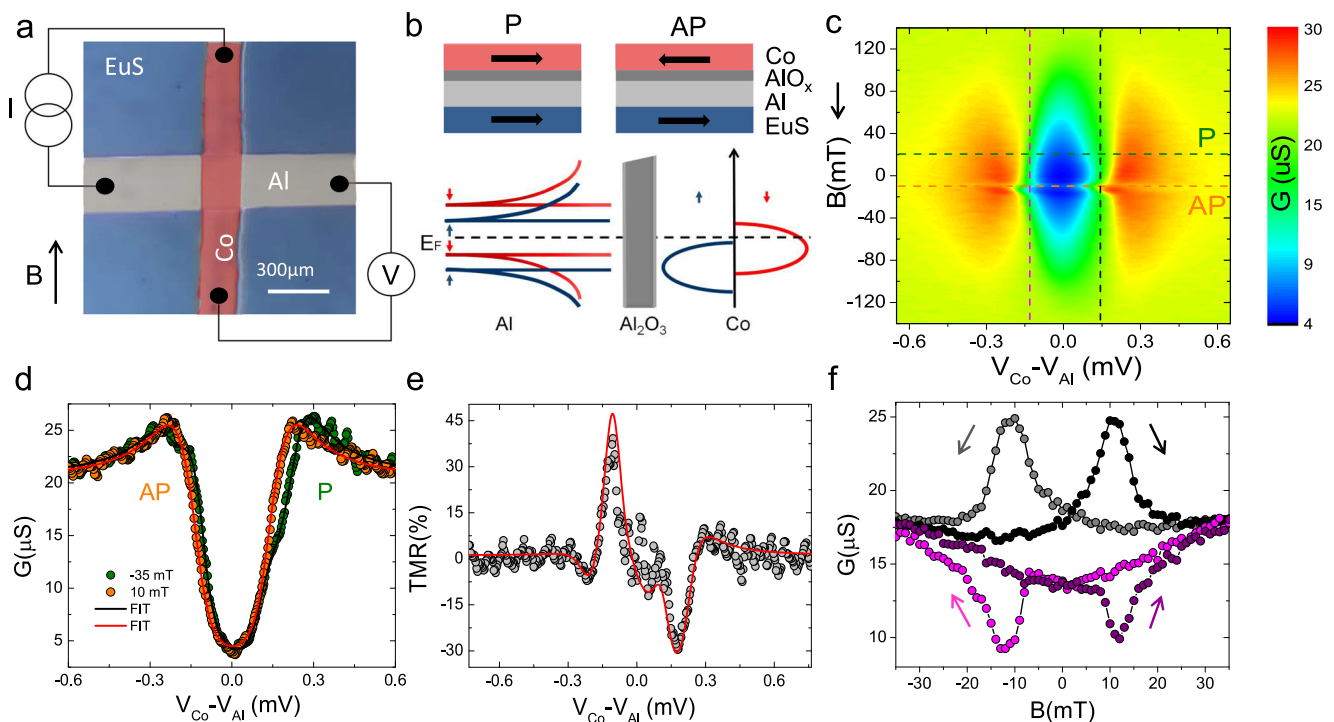 a
EuS
I
Al
Co
B
300μm
V
b
P
AP
Co
AlOx
Al
EuS
EF
Al
Al2O3
Co
c
120
80
40
0
-40
-80
-120
B(mT)
P
AP
-0.6
-0.3
0.0
0.3
0.6
VCo-VAl (mV)
30
25
20
15
9
4
G (uS)
d
25
20
15
10
5
G(μS)
AP
P
-35 mT
10 mT
FIT
FIT
-0.6
-0.3
0.0
0.3
0.6
VCo-VAl (mV)
e
45
30
15
0
-15
-30
TMR(%)
-0.6
-0.3
0.0
0.3
0.6
VCo-VAl (mV)
f
25
20
15
10
G(μS)
-30
-20
-10
0
10
20
30
B(mT)